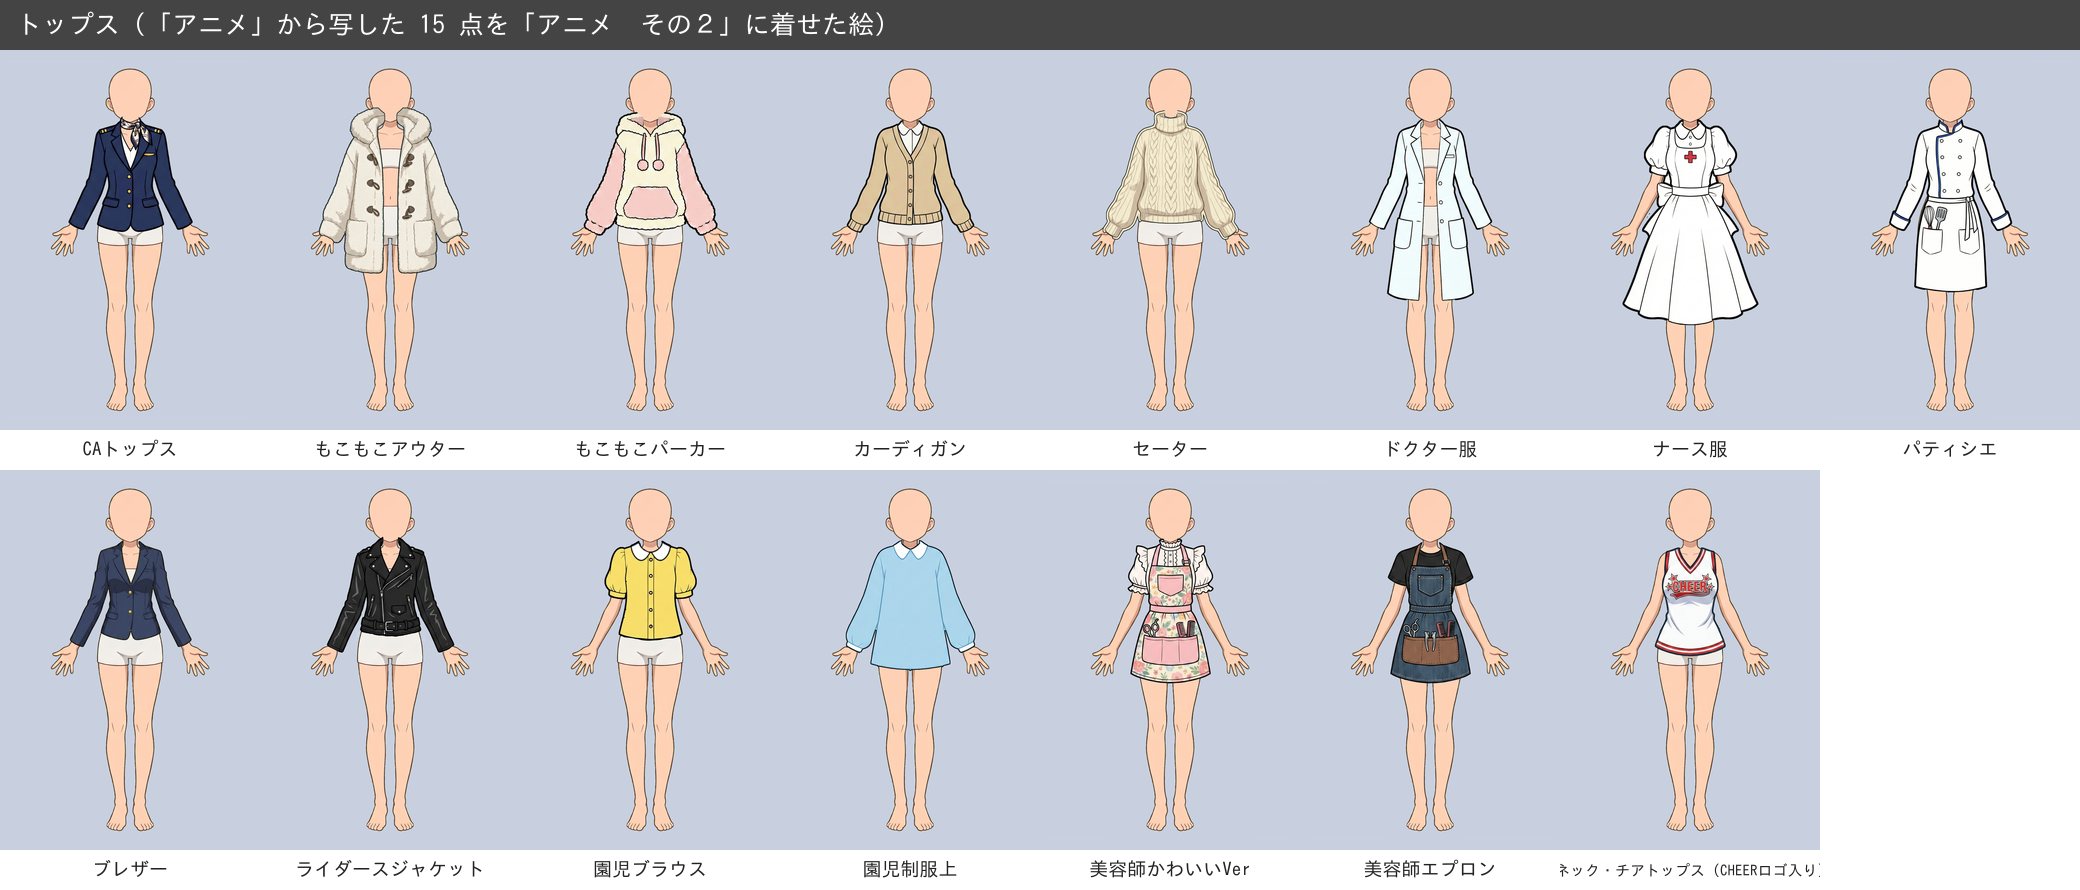 トップス（「アニメ」から写した 15 点を「アニメ　その２」に着せた絵）
CAトップス
もこもこアウター
もこもこパーカー
カーディガン
セーター
ドクター服
ナース服
パティシエ
CHEER
ブレザー
ライダースジャケット
園児ブラウス
園児制服上
美容師かわいいVer
美容師エプロン
ネック・チアトップス（CHEERロゴ入り）